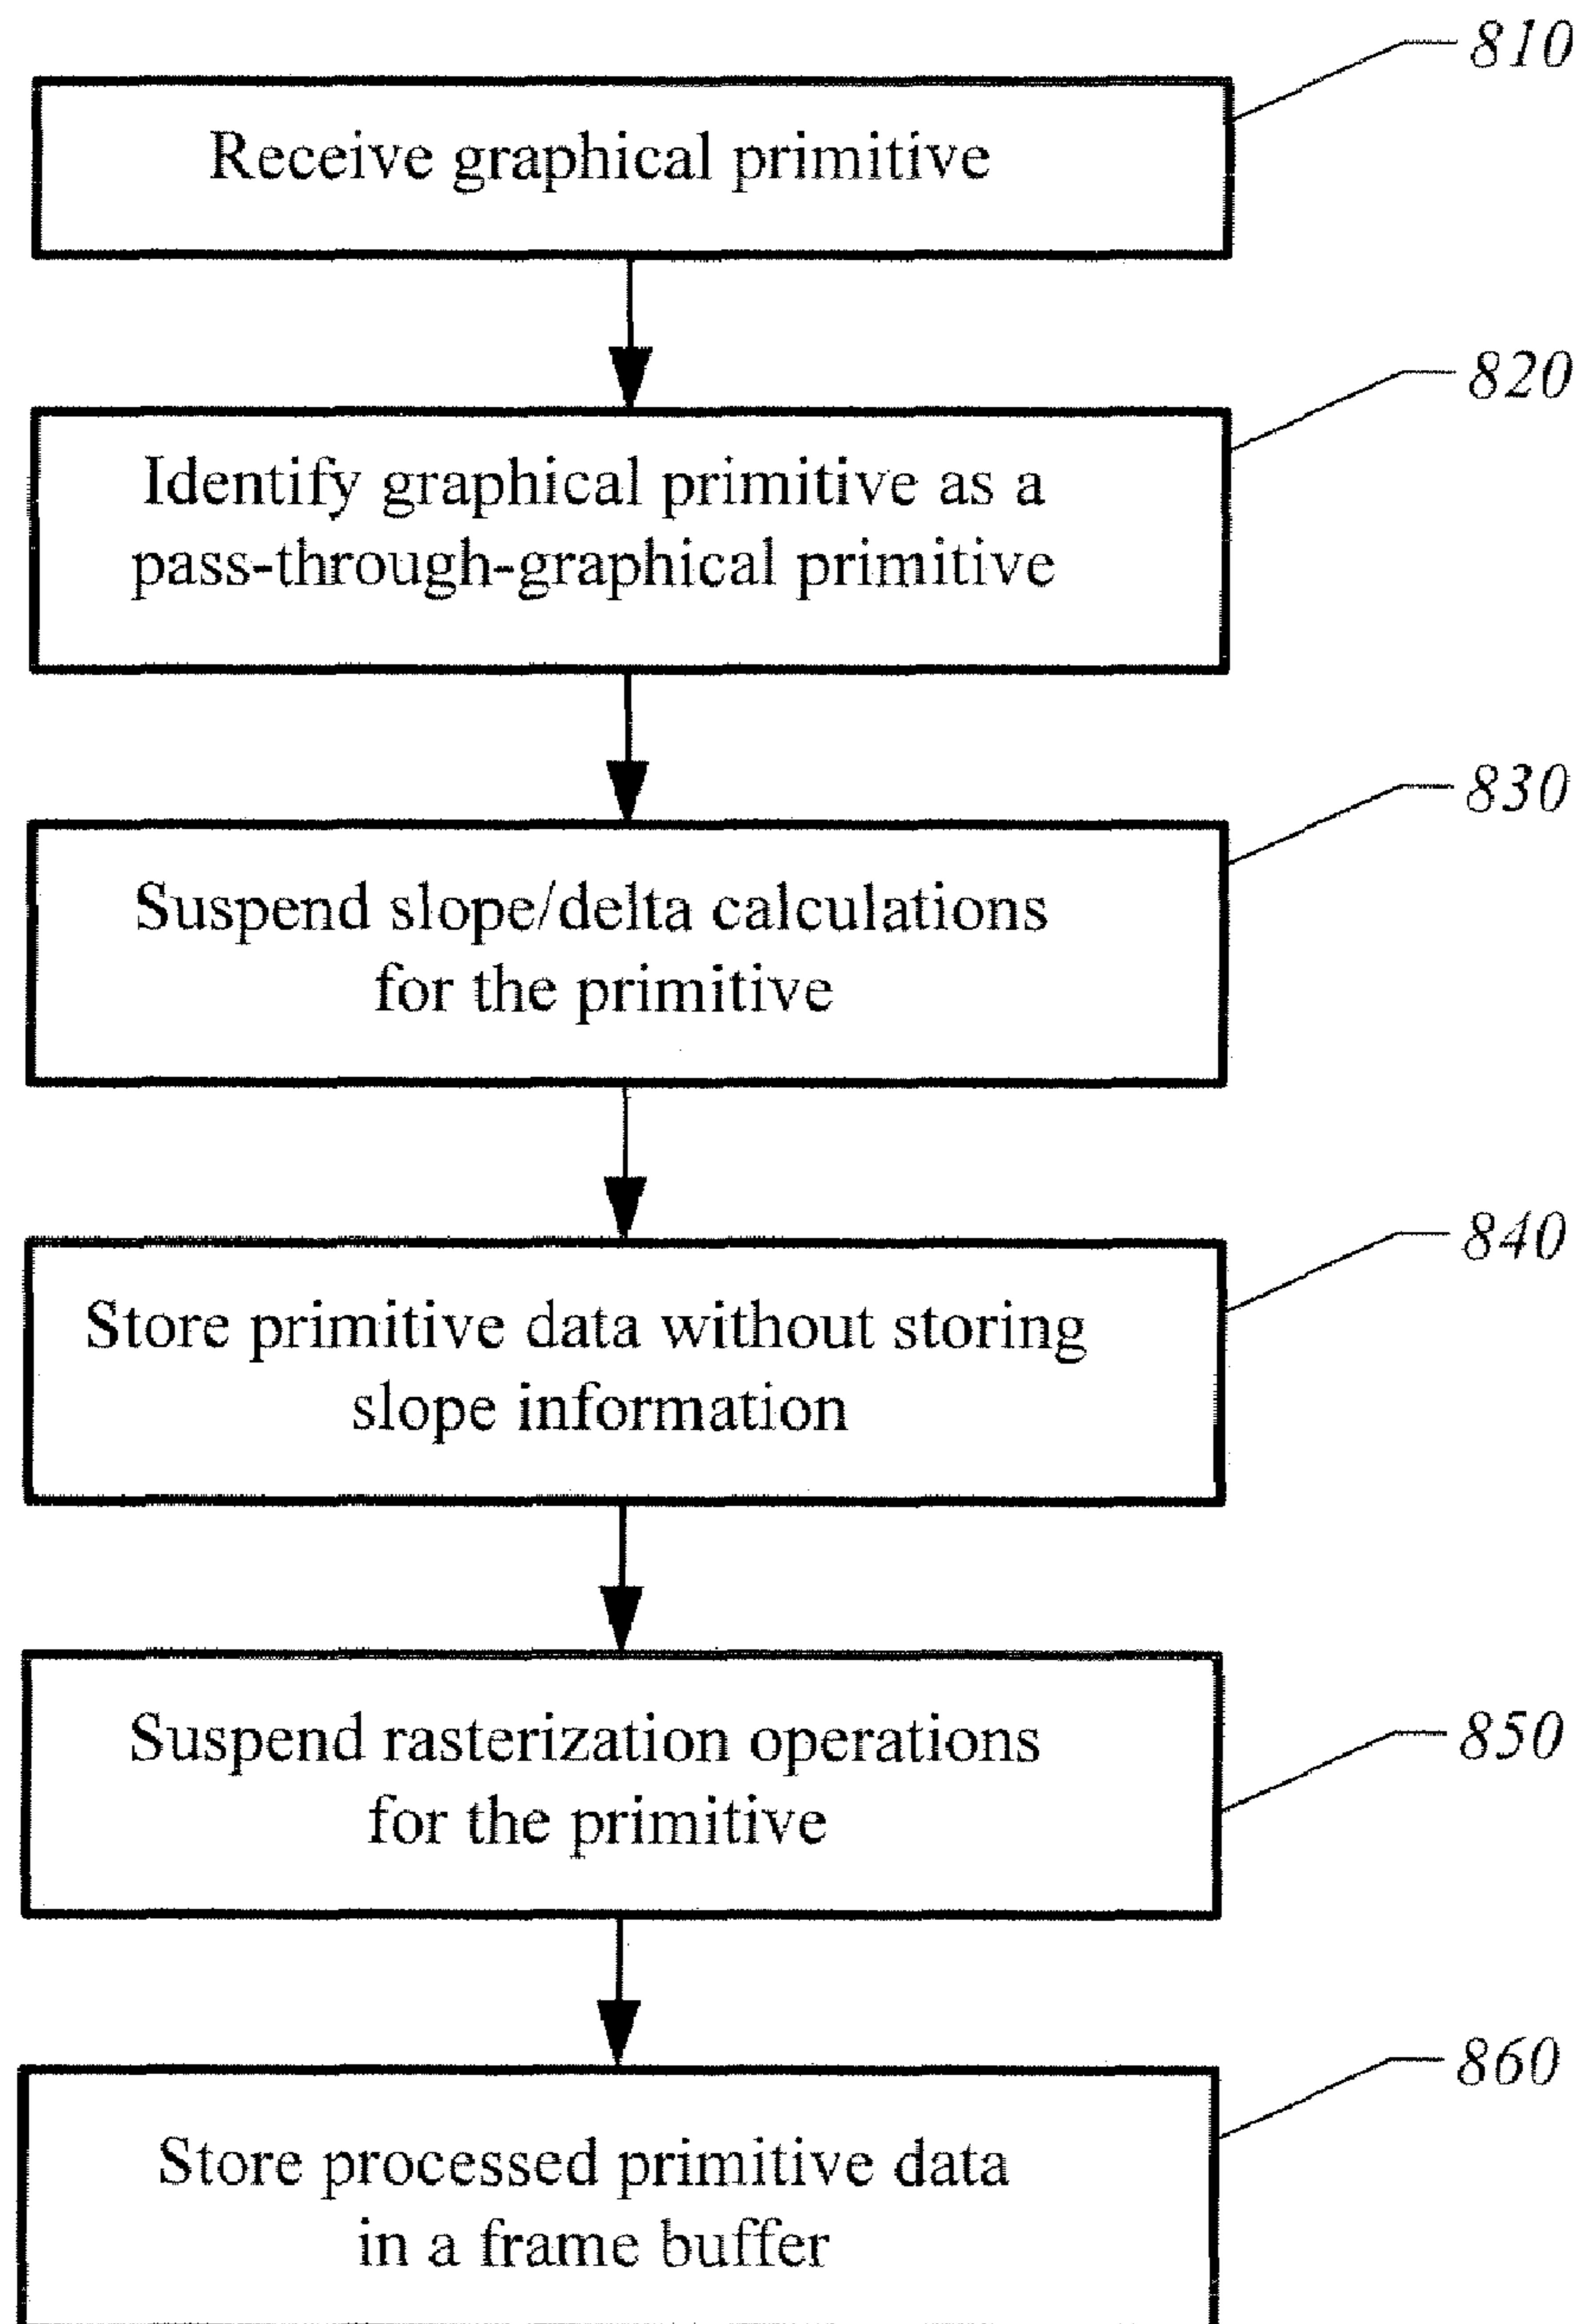 810
Receive graphical primitive
820
Identify graphical primitive as a
pass-through-graphical primitive
830
Suspend slope/delta calculations
for the primitive
840
Store primitive data without storing
slope information
850
Suspend rasterization operations
for the primitive
860
Store processed primitive data
in a frame buffer